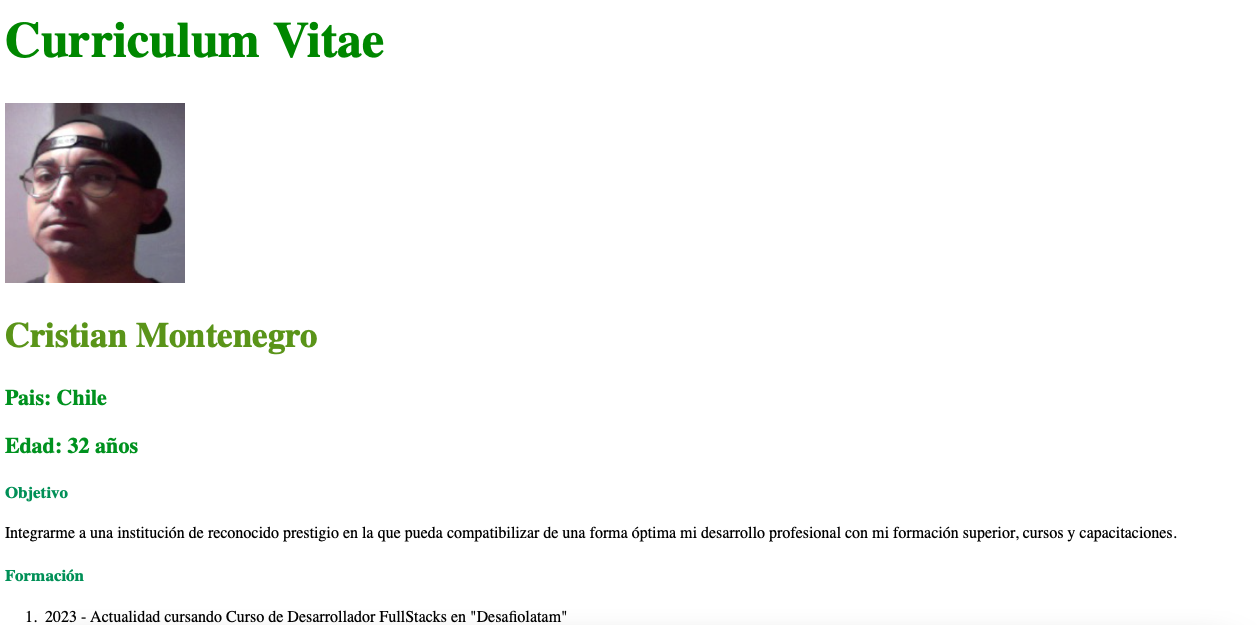 Curriculum Vitae
Cristian Montenegro
Pais: Chile
Edad: 32 años
Objetivo
Integrarme a una institución de reconocido prestigio en la que pueda compatibilizar de una forma óptima mi desarrollo profesional con mi formación superior, cursos y capacitaciones.
Formación
1. 2023 - Actualidad cursando Curso de Desarrollador FullStacks en "Desafiolatam"